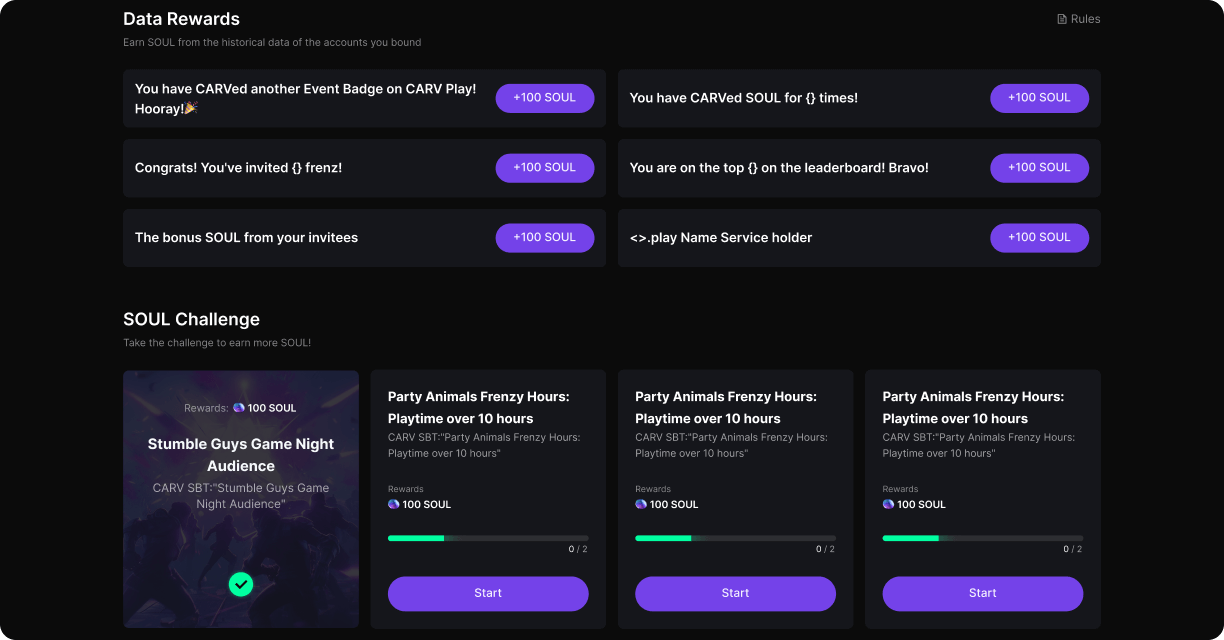 Data Rewards
Rules
Earn SOUL from the historical data of the accounts you bound
You have CARVed another Event Badge on CARV Play!
Hooray!🎉
+100 SOUL
You have CARVed SOUL for {} times!
+100 SOUL
Congrats! You've invited {} frenz!
+100 SOUL
You are on the top {} on the leaderboard! Bravo!
+100 SOUL
The bonus SOUL from your invitees
+100 SOUL
<>.play Name Service holder
+100 SOUL
SOUL Challenge
Take the challenge to earn more SOUL!
Rewards: 100 SOUL
Stumble Guys Game Night
Audience
CARV SBT:"Stumble Guys Game
Night Audience"
Party Animals Frenzy Hours:
Playtime over 10 hours
CARV SBT:"Party Animals Frenzy Hours:
Playtime over 10 hours"
Rewards
100 SOUL
0 / 2
Start
Party Animals Frenzy Hours:
Playtime over 10 hours
CARV SBT:"Party Animals Frenzy Hours:
Playtime over 10 hours"
Rewards
100 SOUL
0 / 2
Start
Party Animals Frenzy Hours:
Playtime over 10 hours
CARV SBT:"Party Animals Frenzy Hours:
Playtime over 10 hours"
Rewards
100 SOUL
0 / 2
Start